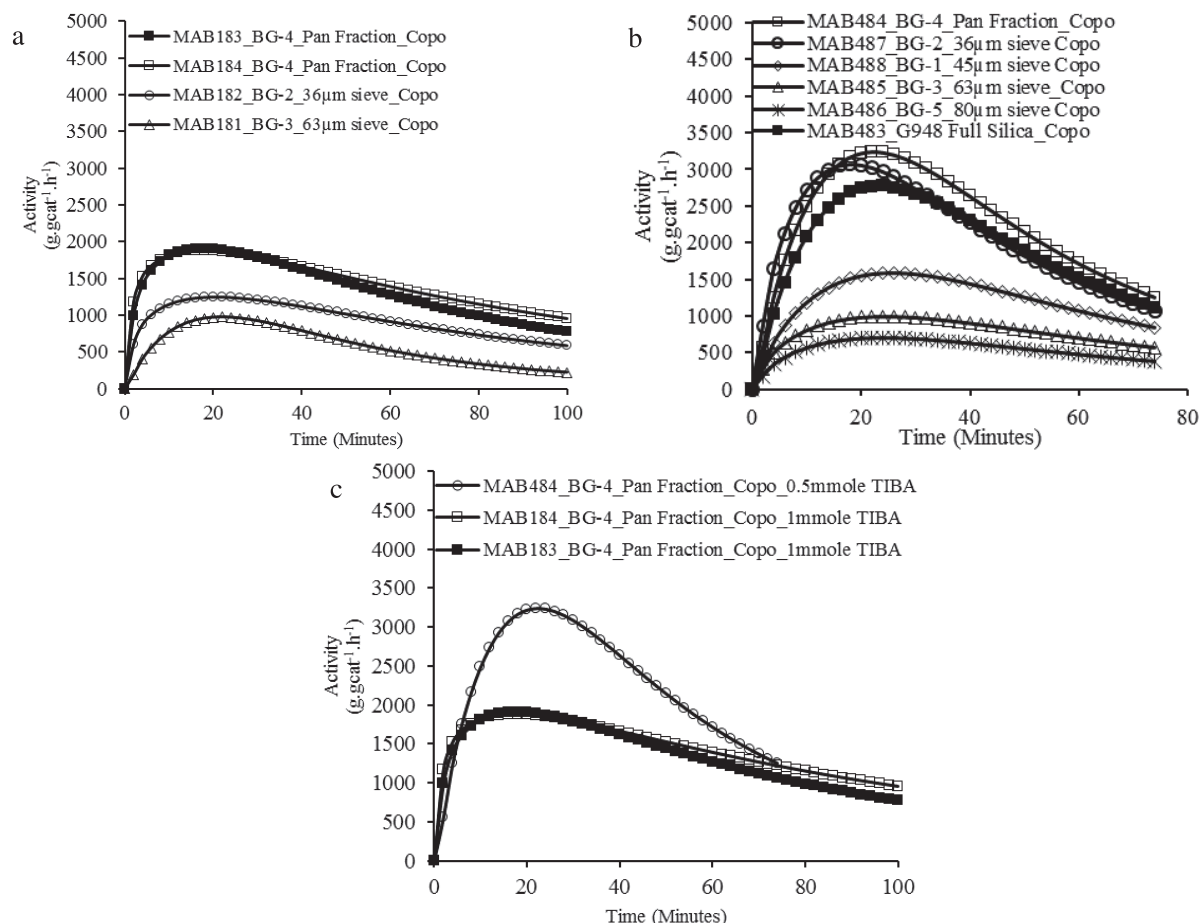 a
5000
4500
4000
3500
3000
2500
2000
1500
1000
500
0
Activity
(g.gcat⁻¹.h⁻¹)
MAB183_BG-4_Pan Fraction_Copo
MAB184_BG-4_Pan Fraction_Copo
MAB182_BG-2_36µm sieve_Copo
MAB181_BG-3_63µm sieve_Copo
0 20 40 60 80 100
Time (Minutes)
b
5000
4500
4000
3500
3000
2500
2000
1500
1000
500
0
Activity
(g.gcat⁻¹.h⁻¹)
MAB484_BG-4_Pan Fraction_Copo
MAB487_BG-2_36µm sieve Copo
MAB488_BG-1_45µm sieve Copo
MAB485_BG-3_63µm sieve_Copo
MAB486_BG-5_80µm sieve Copo
MAB483_G948 Full Silica_Copo
0 20 40 60 80
Time (Minutes)
c
5000
4500
4000
3500
3000
2500
2000
1500
1000
500
0
Activity
(g.gcat⁻¹.h⁻¹)
MAB484_BG-4_Pan Fraction_Copo_0.5mmole TIBA
MAB184_BG-4_Pan Fraction_Copo_1mmole TIBA
MAB183_BG-4_Pan Fraction_Copo_1mmole TIBA
0 20 40 60 80 100
Time (Minutes)